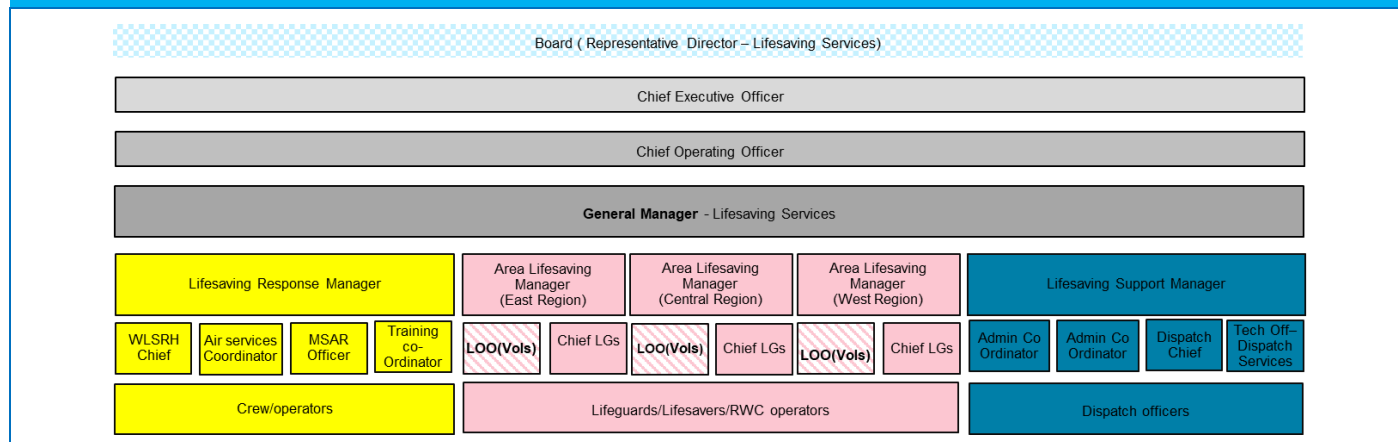 Board ( Representative Director – Lifesaving Services)
Chief Executive Officer
Chief Operating Officer
General Manager - Lifesaving Services
Lifesaving Response Manager
Area Lifesaving
Manager
(East Region)
Area Lifesaving
Manager
(Central Region)
Area Lifesaving
Manager
(West Region)
Lifesaving Support Manager
WLSRH
Chief
Air services
Coordinator
MSAR
Officer
Training
co-
Ordinator
LOO(Vols)
Chief LGs
LOO(Vols)
Chief LGs
LOO(Vols)
Chief LGs
Admin Co
Ordinator
Admin Co
Ordinator
Dispatch
Chief
Tech Off–
Dispatch
Services
Crew/operators
Lifeguards/Lifesavers/RWC operators
Dispatch officers